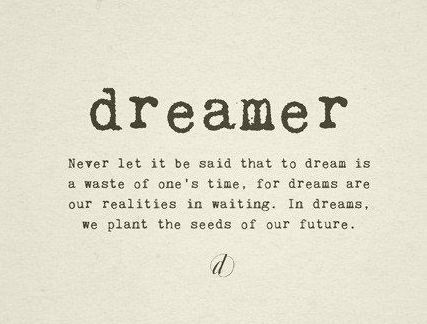 dreamer
Never let it be said that to dream is
a waste of one's time, for dreams are
our realities in waiting. In dreams,
we plant the seeds of our future.
d